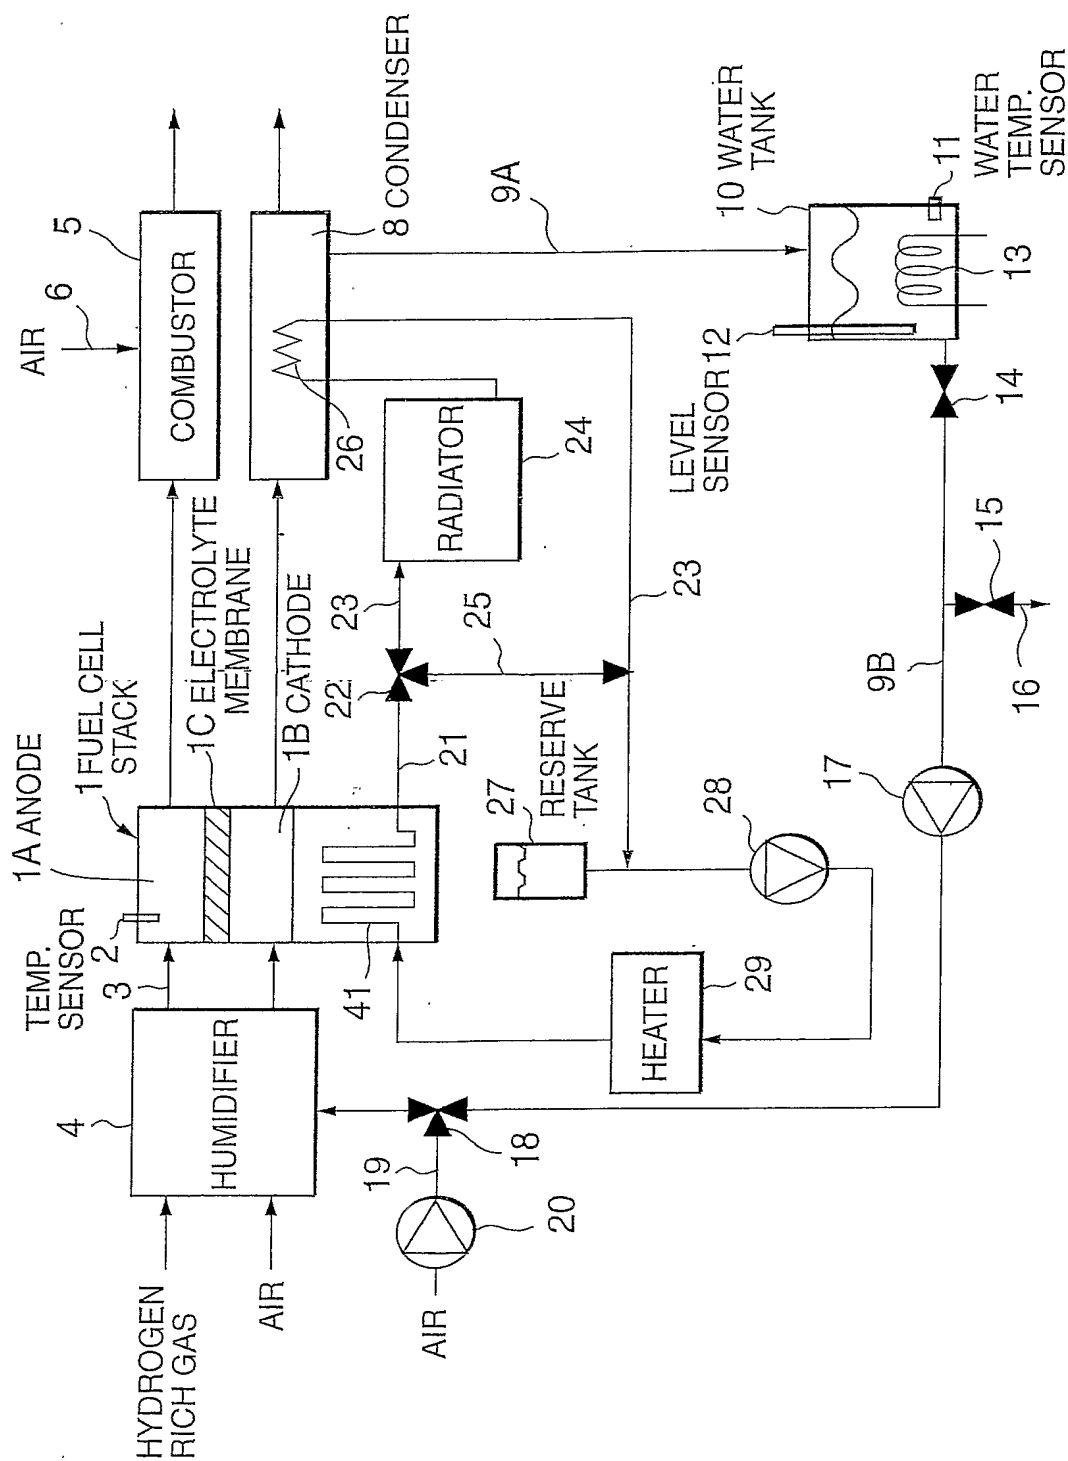 HYDROGEN
RICH GAS
AIR
AIR
4
HUMIDIFIER
3
TEMP.
SENSOR
2
1A ANODE
1 FUEL CELL
STACK
1C ELECTROLYTE
MEMBRANE
1B CATHODE
41
AIR
6
5
COMBUSTOR
8 CONDENSER
26
RADIATOR
24
23
22
21
25
23
9A
27
RESERVE
TANK
28
HEATER
29
20
19
18
17
9B
16
15
14
LEVEL
SENSOR 12
10 WATER
TANK
11
WATER
TEMP.
SENSOR
13